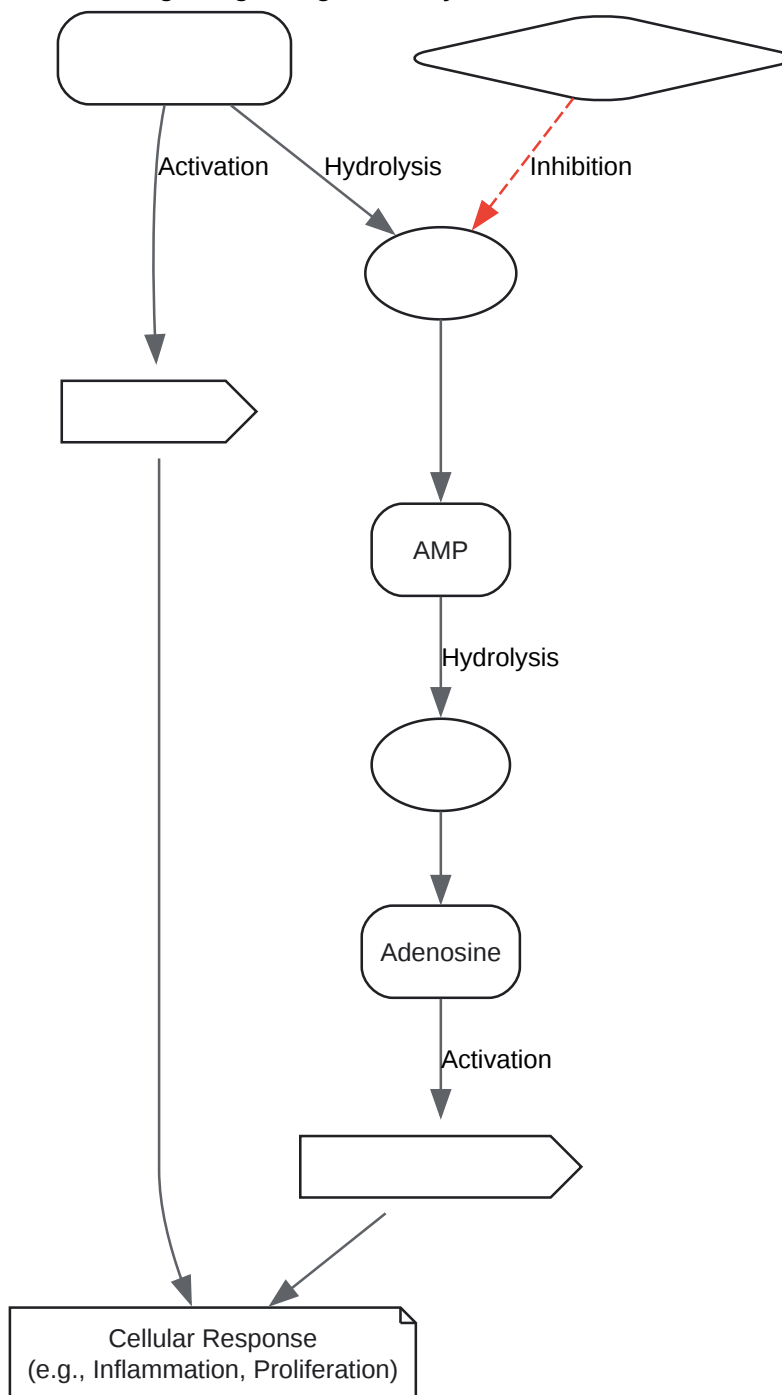 Activation
Hydrolysis
Inhibition
AMP
Hydrolysis
Adenosine
Activation
Cellular Response
(e.g., Inflammation, Proliferation)